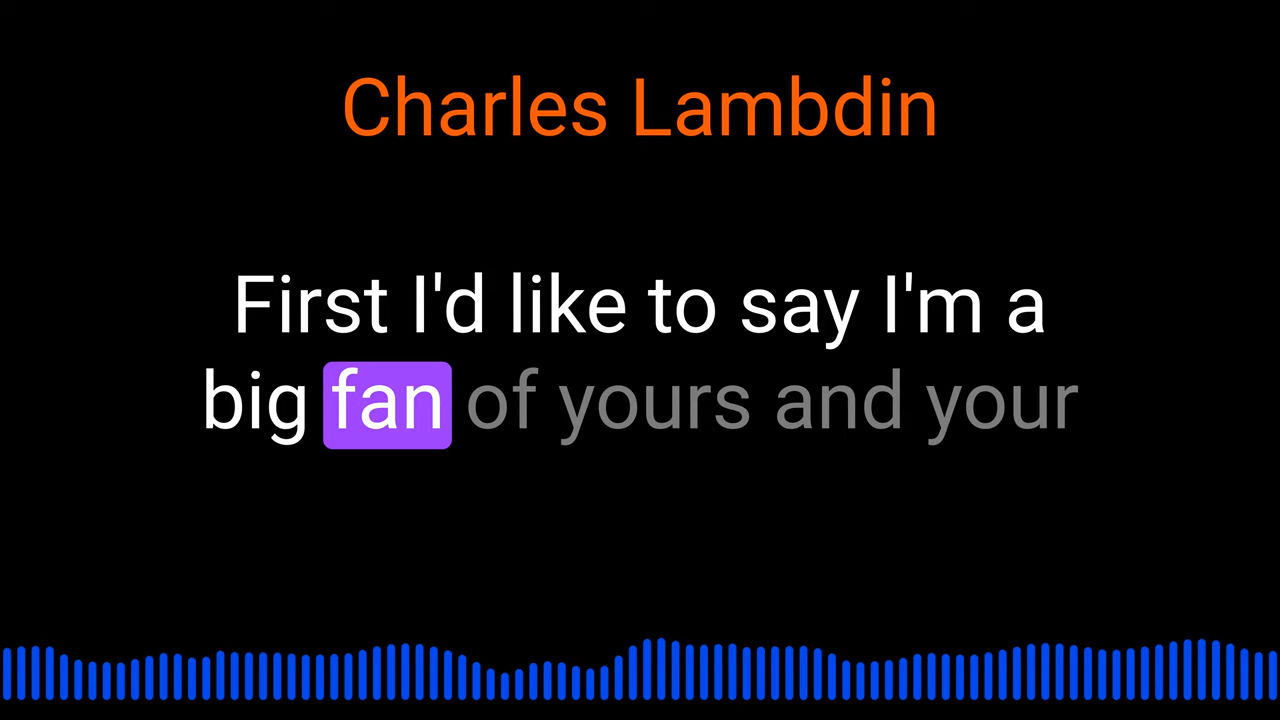 Charles Lambdin
First I'd like to say I'm a
big fan of yours and your